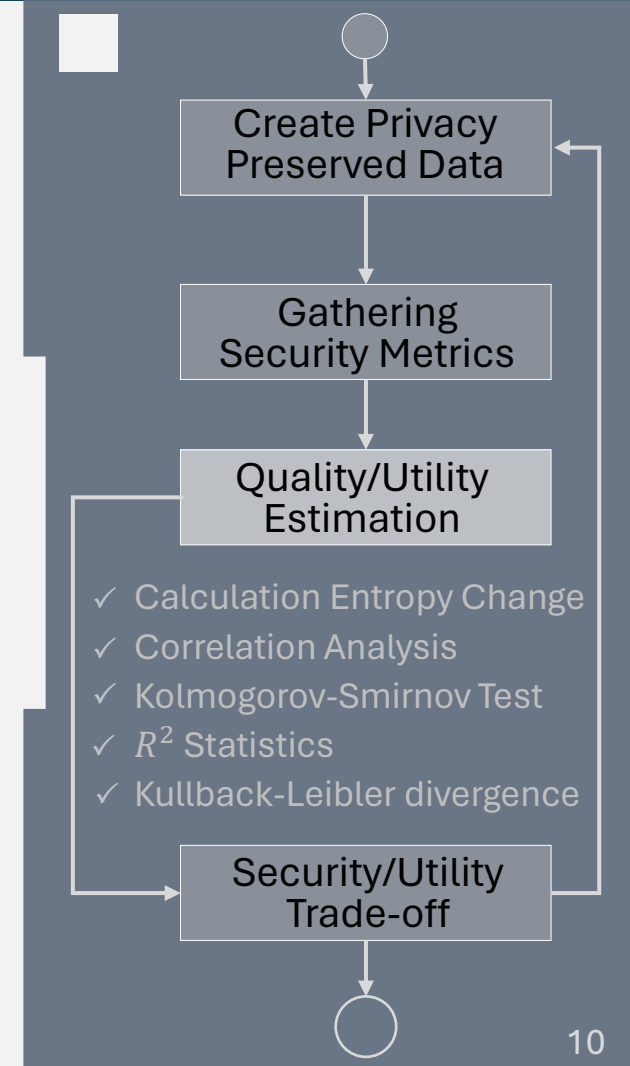 Create Privacy
Preserved Data
Gathering
Security Metrics
Quality/Utility
Estimation
✓ Calculation Entropy Change
✓ Correlation Analysis
✓ Kolmogorov-Smirnov Test
✓ R² Statistics
✓ Kullback-Leibler divergence
Security/Utility
Trade-off
10